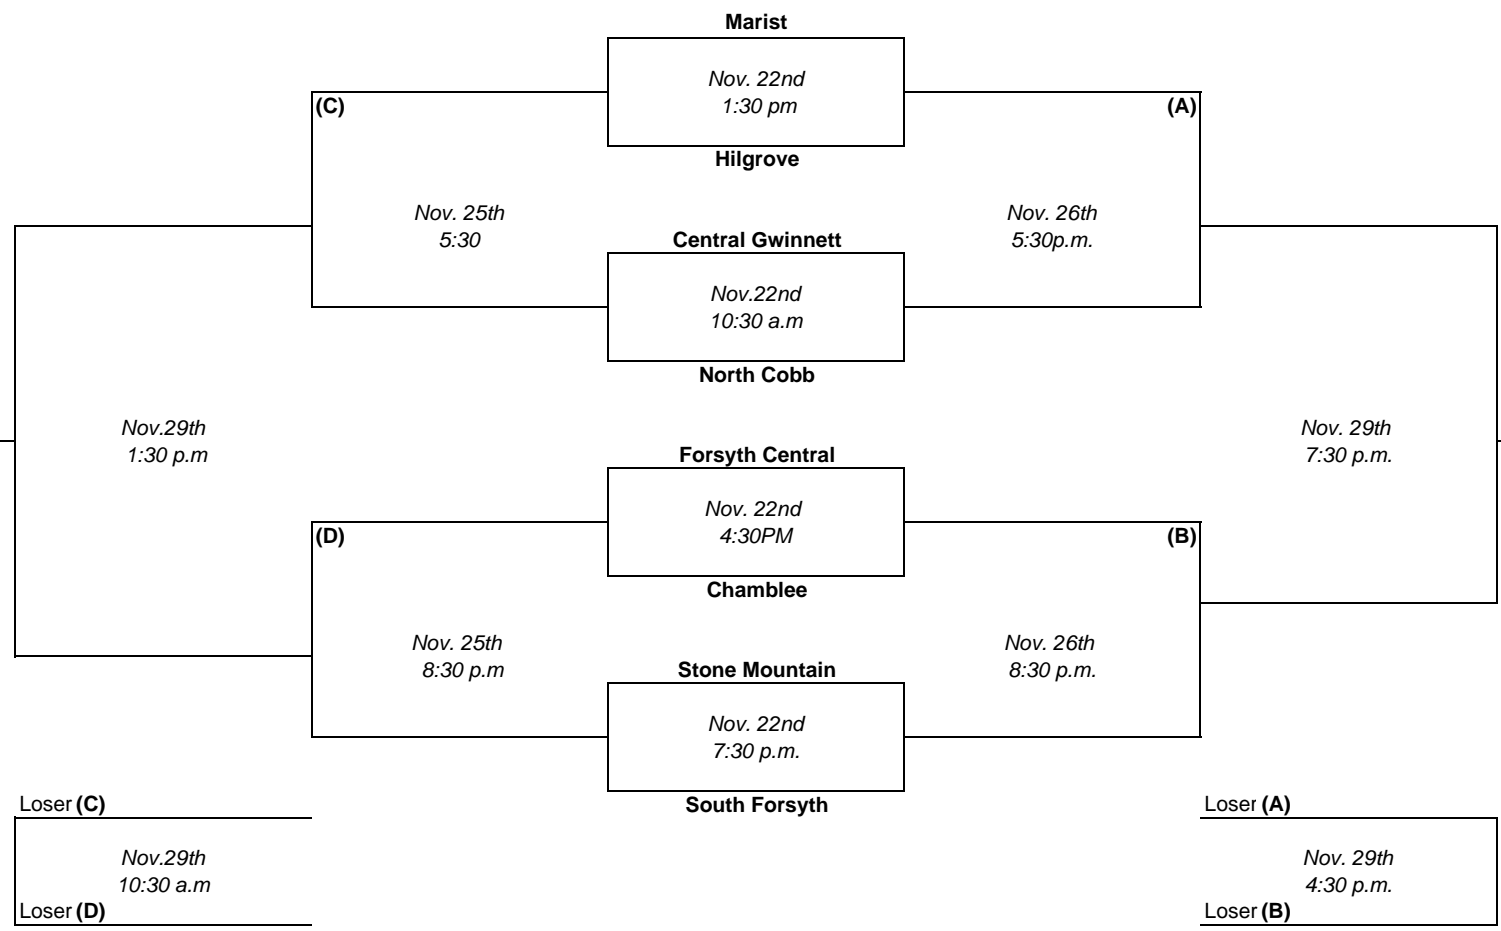 Marist
Nov. 22nd
1:30 pm
(C)
(A)
Hilgrove
Nov. 25th
5:30
Nov. 26th
5:30p.m.
Central Gwinnett
Nov.22nd
10:30 a.m
North Cobb
Nov.29th
1:30 p.m
Nov. 29th
7:30 p.m.
Forsyth Central
Nov. 22nd
4:30PM
(D)
(B)
Chamblee
Nov. 25th
8:30 p.m
Nov. 26th
8:30 p.m.
Stone Mountain
Nov. 22nd
7:30 p.m.
South Forsyth
Loser (C)
Nov.29th
10:30 a.m
Loser (D)
Loser (A)
Nov. 29th
4:30 p.m.
Loser (B)